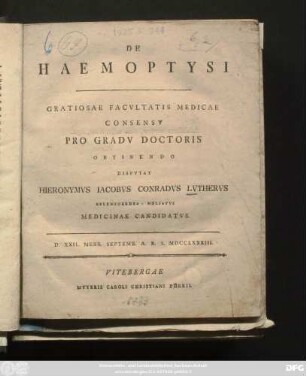 DE
HAEMOPTYSI
GRATIOSAE FACVLTATIS MEDICAE
CONSENSV
PRO GRADV DOCTORIS
OBTINENDO
DISPVTAT
HIERONYMVS IACOBVS CONRADVS LVTHERVS
MEDICINAE CANDIDATVS
D. XXII. MENS. SEPTEMB. A. R. S.
VITEBERGAE
LITTERIS CAROLI CHRISTIANI DÜRRII.